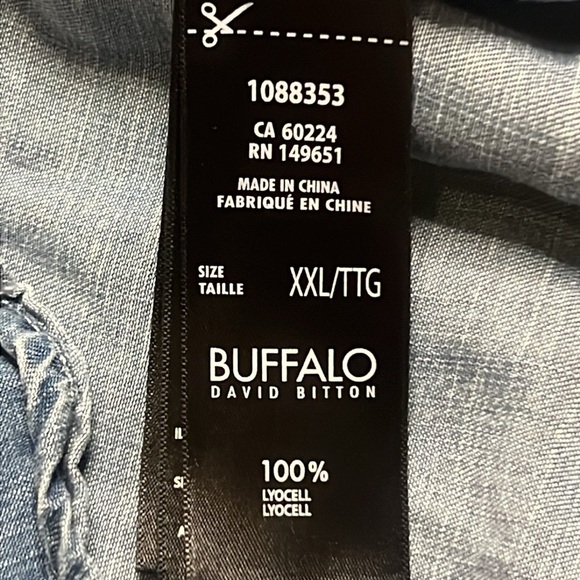 1088353
CA 60224
RN 149651
MADE IN CHINA
FABRIQUÉ EN CHINE
SIZE
TAILLE
XXL/TTG
BUFFALO
DAVID BITTON
100%
LYOCELL
LYOCELL